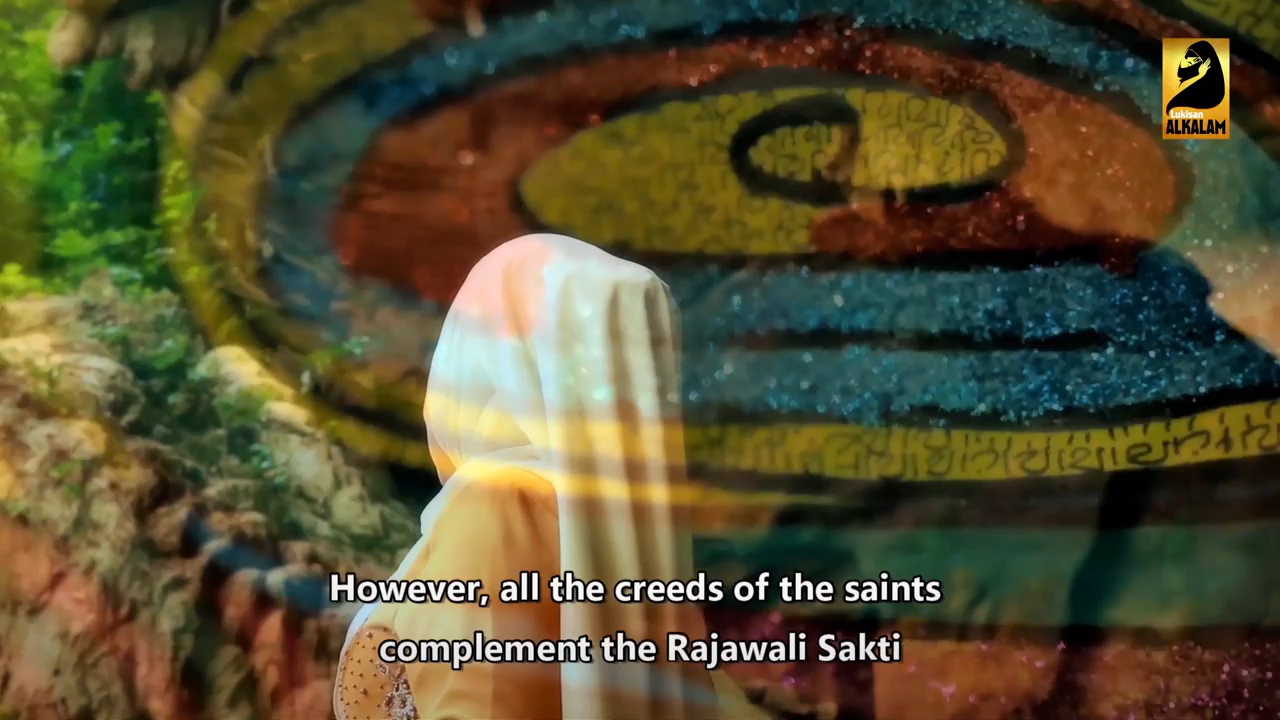 Lukisan
ALKALAM
However, all the creeds of the saints
complement the Rajawali Sakti